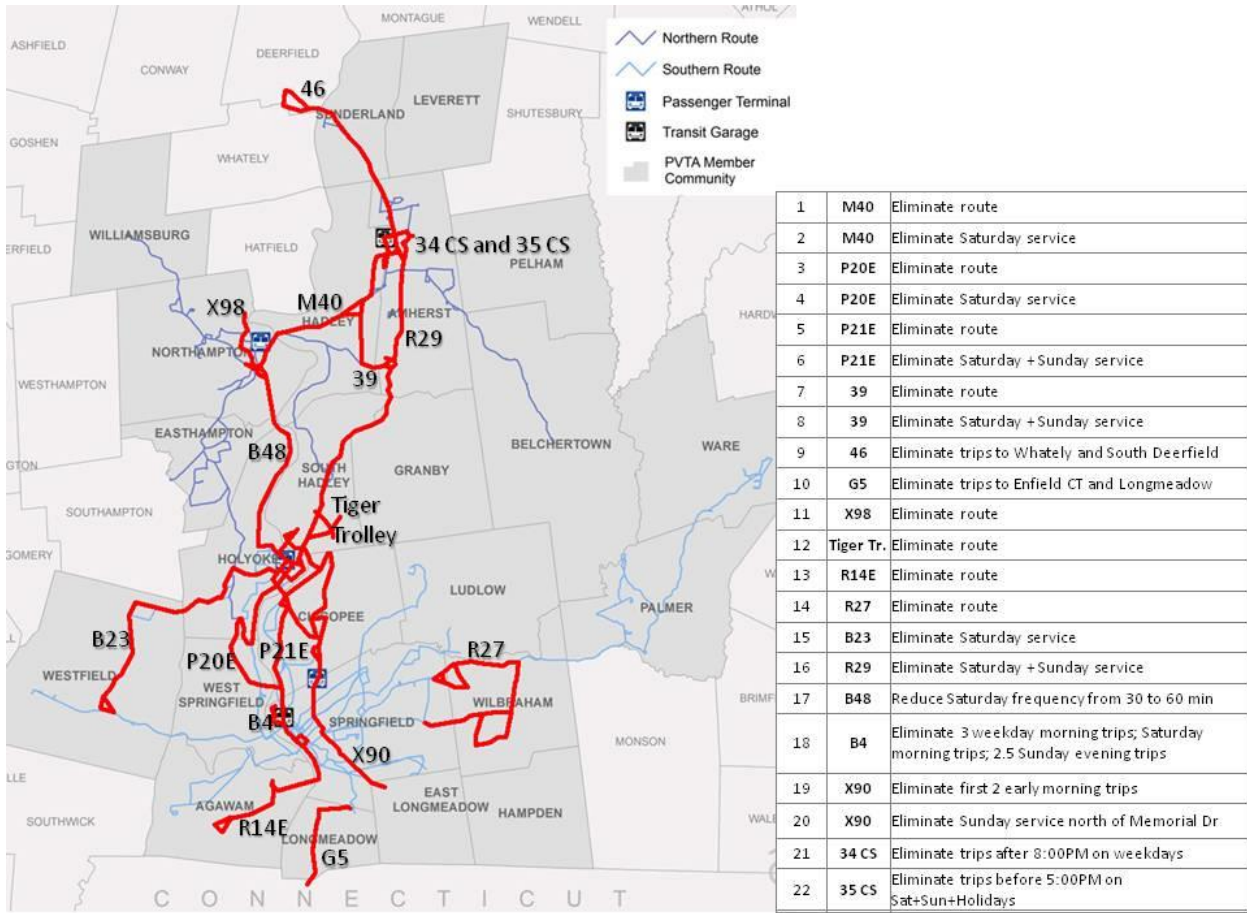 MONTAGUE
WENDELL
ASHFIELD
DEERFIELD
CONWAY
46
LEVERETT
SUNDERLAND
SHUTESBURY
GOSHEN
WHATELY
Northern Route
Southern Route
Passenger Terminal
Transit Garage
PVTA Member
Community
WILLIAMSBURG
HATFIELD
34 CS and 35 CS
PELHAM
M40
X98
HADLEY
AMHERST
R29
NORTHAMPTON
39
WESTHAMPTON
EASTHAMPTON
B48
BELCHERTOWN
WARE
SOUTH
HADLEY
GRANBY
Tiger
Trolley
SOUTHAMPTON
HOLYOKE
LUDLOW
PALMER
CHICOPEE
B23
P20E
P21E
R27
WESTFIELD
WEST
SPRINGFIELD
WILBRAHAM
B4
SPRINGFIELD
MONSON
X90
AGAWAM
EAST
LONGMEADOW
HAMPDEN
SOUTHWICK
R14E
LONGMEADOW
G5
CONNECTICUT
1 M40 Eliminate route
2 M40 Eliminate Saturday service
3 P20E Eliminate route
4 P20E Eliminate Saturday service
5 P21E Eliminate route
6 P21E Eliminate Saturday +Sunday service
7 39 Eliminate route
8 39 Eliminate Saturday +Sunday service
9 46 Eliminate trips to Whately and South Deerfield
10 G5 Eliminate trips to Enfield CT and Longmeadow
11 X98 Eliminate route
12 Tiger Tr. Eliminate route
13 R14E Eliminate route
14 R27 Eliminate route
15 B23 Eliminate Saturday service
16 R29 Eliminate Saturday +Sunday service
17 B48 Reduce Saturday frequency from 30 to 60 min
18 B4 Eliminate 3 weekday morning trips; Saturday
morning trips; 2.5 Sunday evening trips
19 X90 Eliminate first 2 early morning trips
20 X90 Eliminate Sunday service north of Memorial Dr
21 34 CS Eliminate trips after 8:00PM on weekdays
22 35 CS Eliminate trips before 5:00PM on
Sat+Sun+Holidays